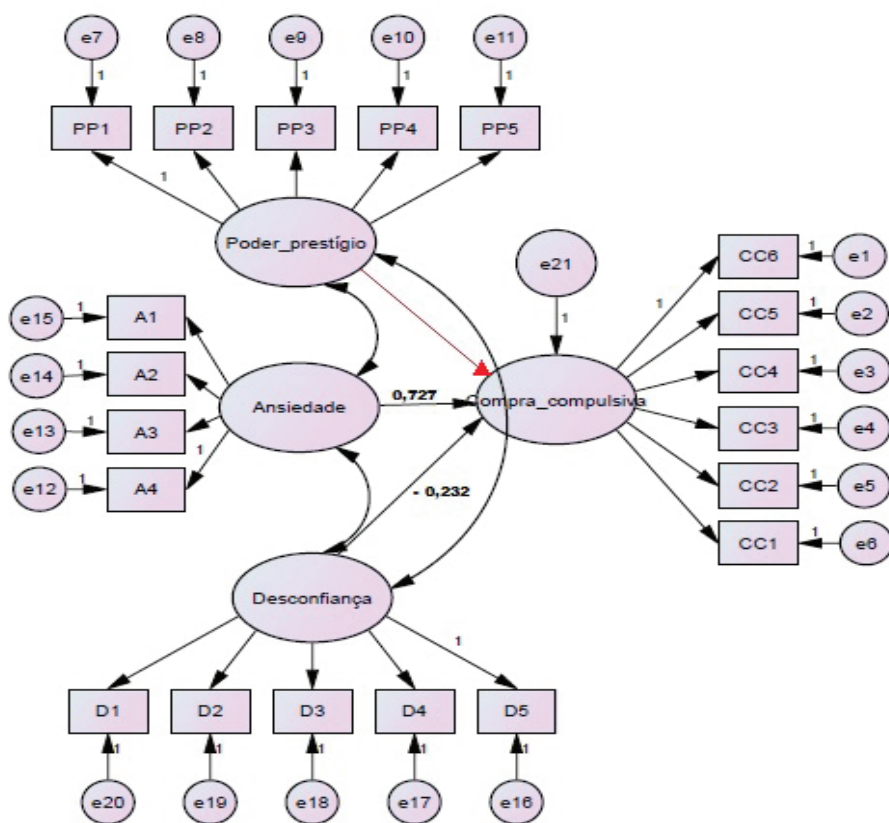 e7 e8 e9 e10 e11
1 1 1 1 1
PP1 PP2 PP3 PP4 PP5
1
Poder_prestígio
e21
1
CC6 1 e1
1
CC5 1 e2
CC4 1 e3
CC3 1 e4
CC2 1 e5
CC1 1 e6
e15 1 A1
e14 1 A2
e13 1 A3
e12 1 A4
1
Ansiedade
0,727
Compra_compulsiva
- 0,232
Desconfiança
1
D1 D2 D3 D4 D5
1 1 1 1 1
e20 e19 e18 e17 e16